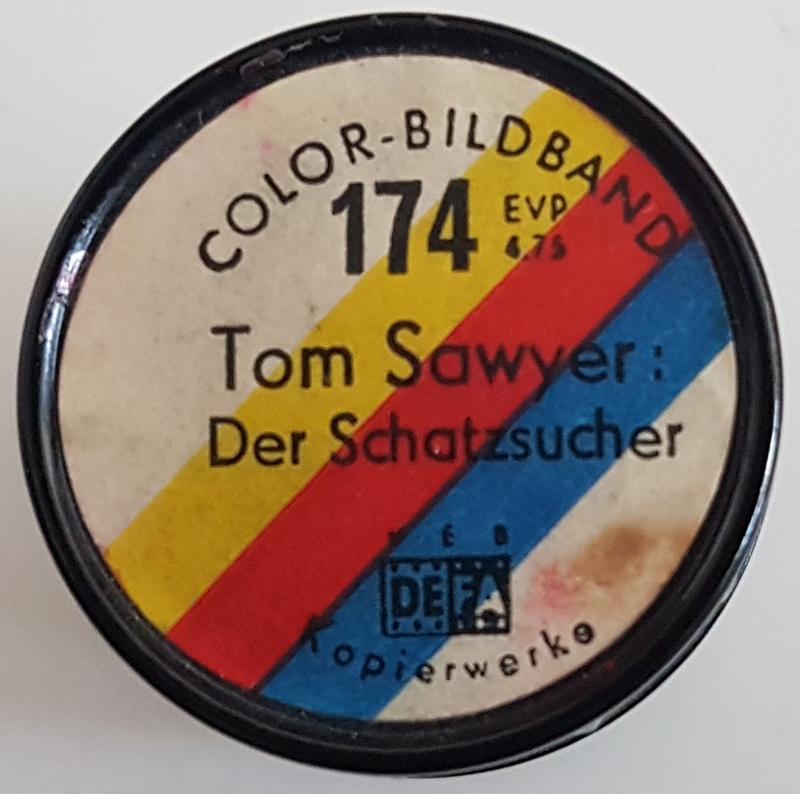 COLOR-BILDBAND
174 EVP
4,75
Tom Sawyer:
Der Schatzsucher
VEB
DEFA
Kopierwerke